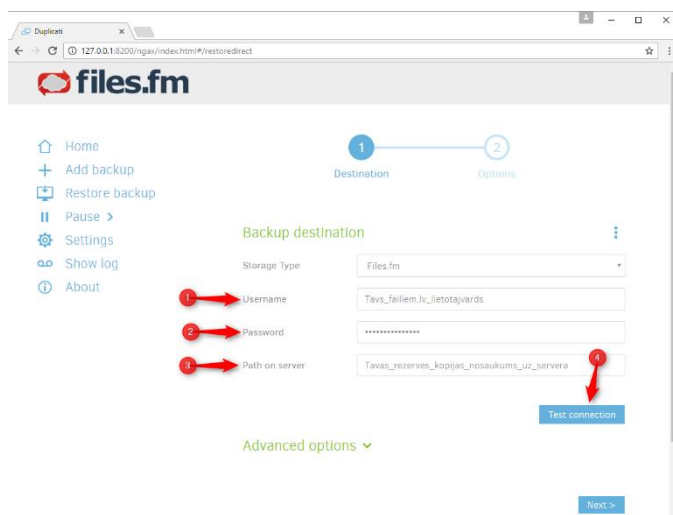 Duplicati
127.0.0.1:8200/ngax/index.html#/restoredirect
files.fm
Home
Add backup
Restore backup
Pause >
Settings
Show log
About
1
2
Destination
Options
Backup destination
Storage Type
Files.fm
1
Username
Tavs_failiem.lv_lietotajvards
2
Password
3
Path on server
Tavas_rezerves_kopijas_nosaukums_uz_servera
4
Test connection
Advanced options
Next >